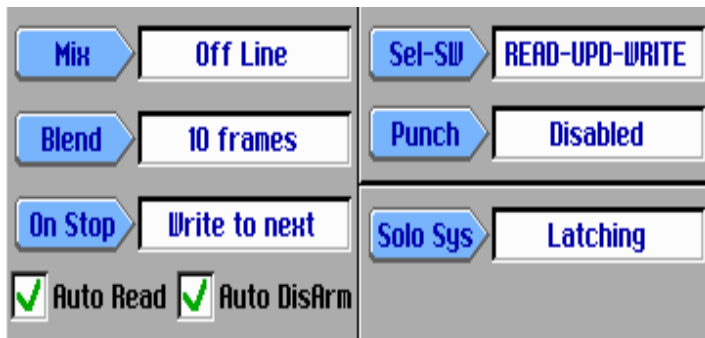 Mix Off Line
Blend 10 frames
On Stop Write to next
Auto Read Auto DisArm
Sel-SW READ-UPD-WRITE
Punch Disabled
Solo Sys Latching